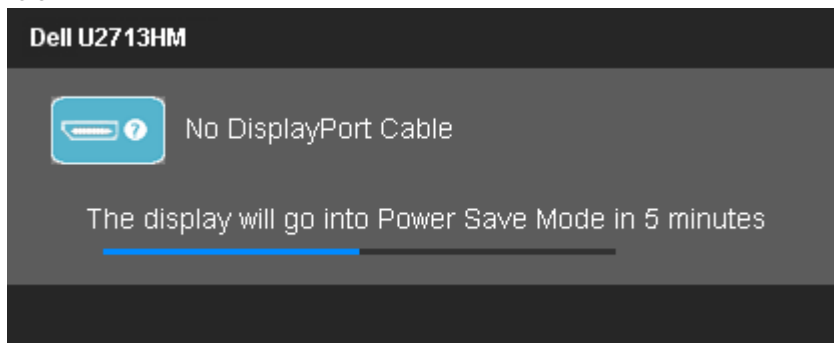 Dell U2713HM
?
No DisplayPort Cable
The display will go into Power Save Mode in 5 minutes